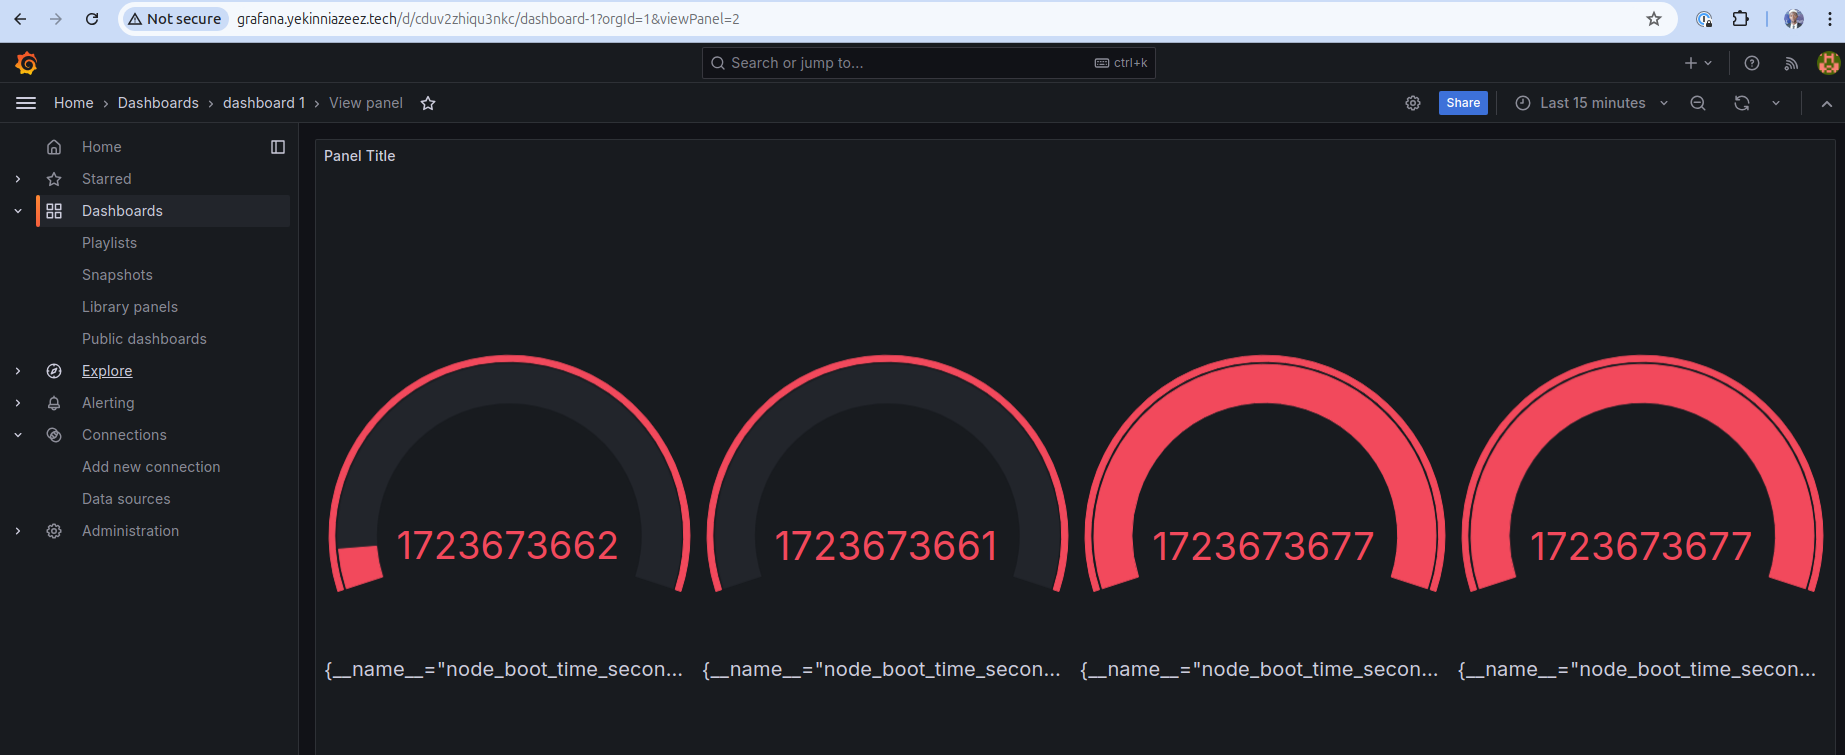 Not secure grafana.yekinniazeez.tech/d/cduv2zhiqu3nkc/dashboard-1?orgId=1&viewPanel=2
Search or jump to... ctrl+k
Home › Dashboards › dashboard 1 › View panel Share Last 15 minutes
Home
Starred
Dashboards
Playlists
Snapshots
Library panels
Public dashboards
Explore
Alerting
Connections
Add new connection
Data sources
Administration
Panel Title
1723673662 1723673661 1723673677 1723673677
{__name__="node_boot_time_secon... {__name__="node_boot_time_secon... {__name__="node_boot_time_secon... {__name__="node_boot_time_secon...